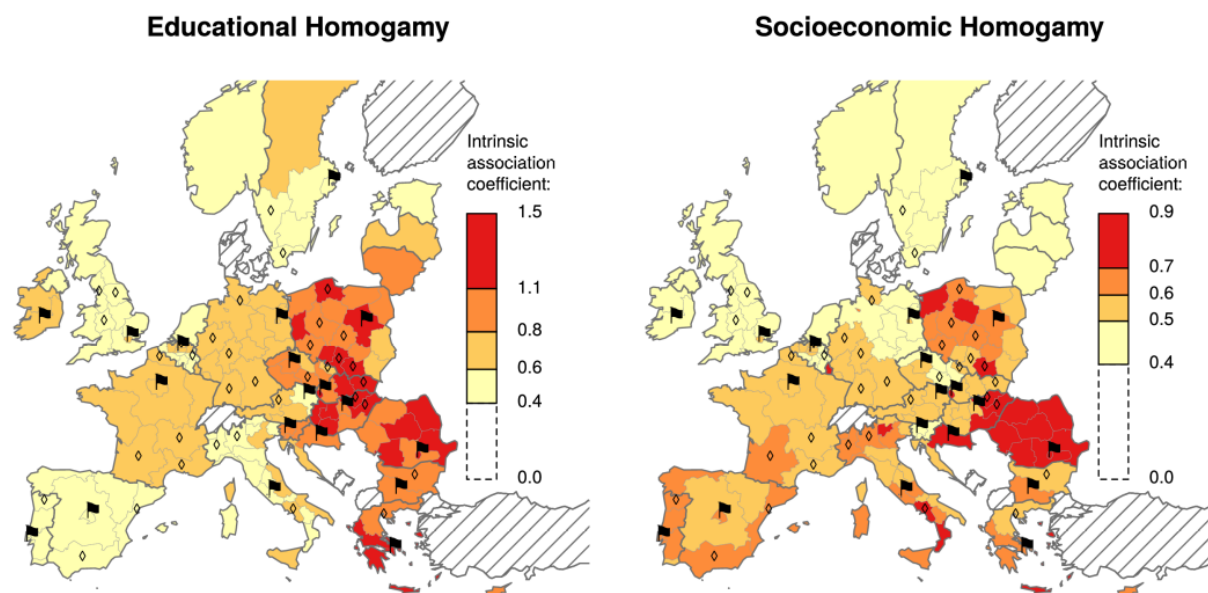 Educational Homogamy
Intrinsic
association
coefficient:
1.5
1.1
0.8
0.6
0.4
0.0
Socioeconomic Homogamy
Intrinsic
association
coefficient:
0.9
0.7
0.6
0.5
0.4
0.0